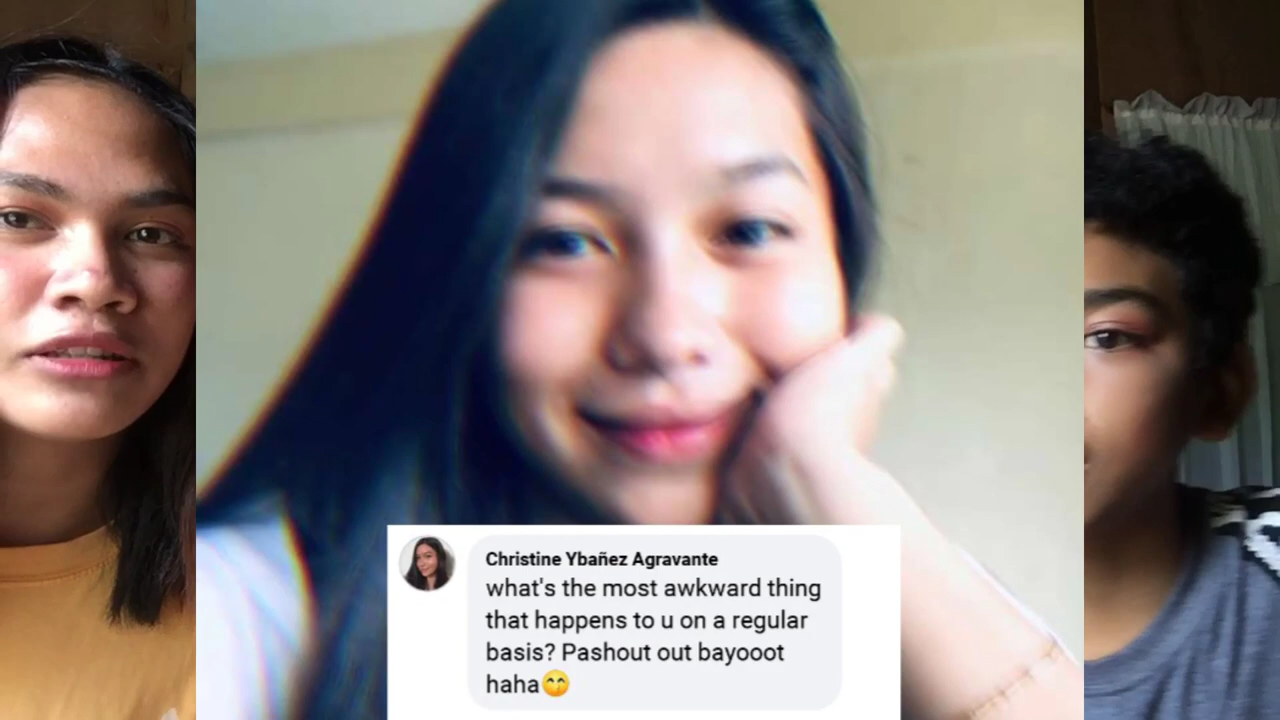 Christine Ybañez Agravante
what's the most awkward thing
that happens to u on a regular
basis? Pashout out bayooot
haha😙